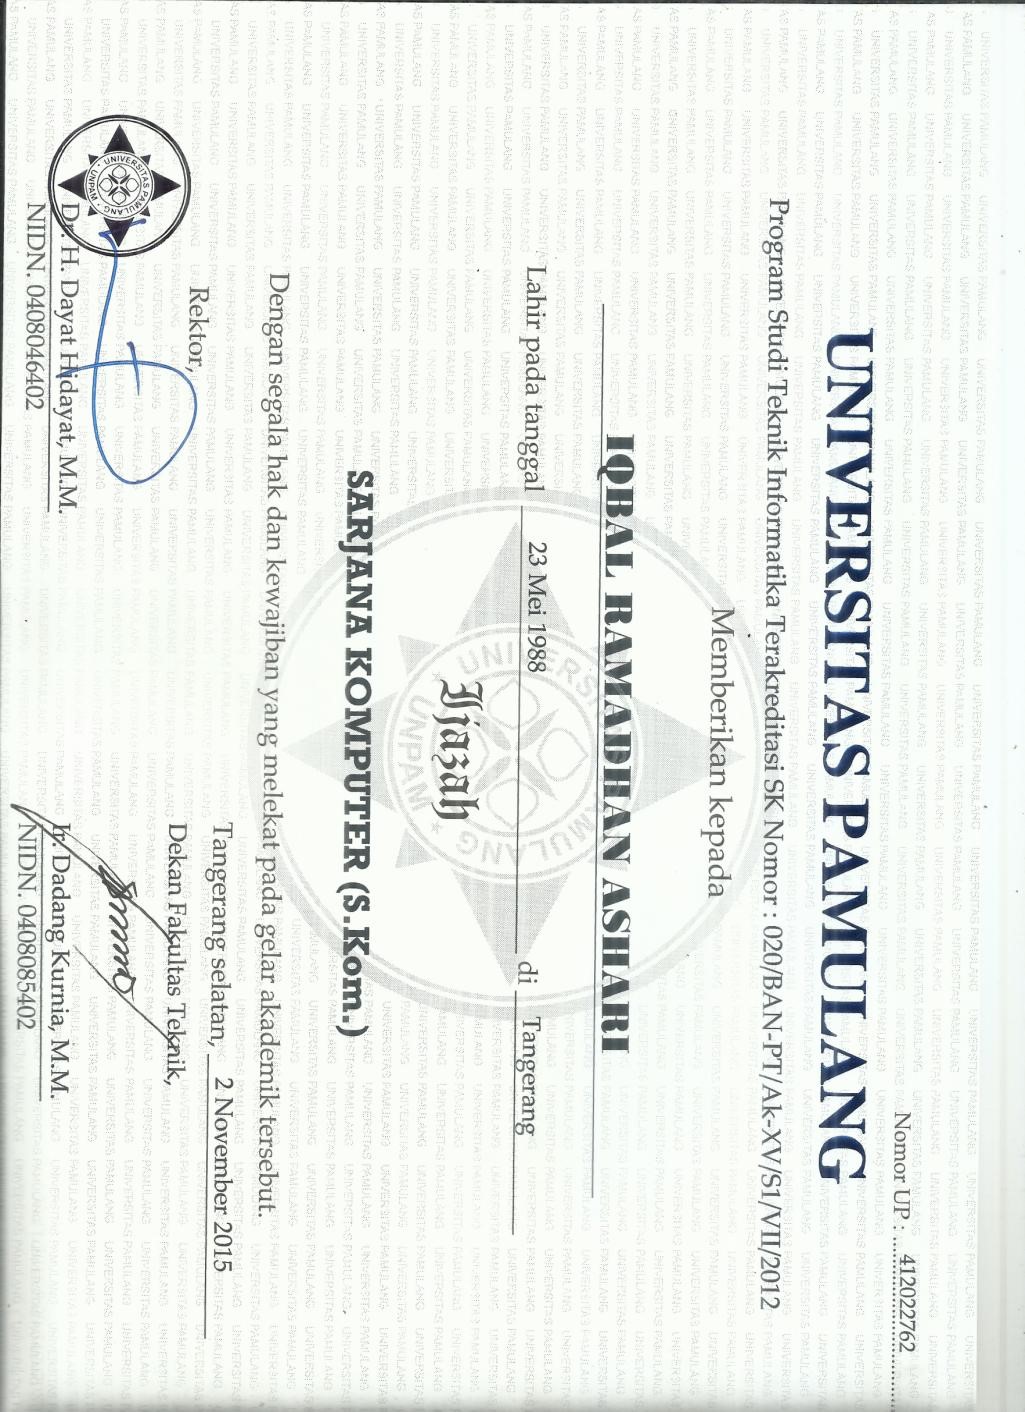 Nomor UP : 412022762
UNIVERSITAS PAMULANG
Program Studi Teknik Informatika Terakreditasi SK Nomor : 020/BAN-PT/Ak-XV/S1/VII/2012
Memberikan kepada
IQBAL RAMADHAN ASHARI
Lahir pada tanggal 23 Mei 1988 di Tangerang
Ijazah
SARJANA KOMPUTER (S.Kom.)
Dengan segala hak dan kewajiban yang melekat pada gelar akademik tersebut.
Tangerang selatan, 2 November 2015
Rektor,
Dekan Fakultas Teknik,
UNIVERSITAS PAMULANG
UNPAM
Dr. H. Dayat Hidayat, M.M.
NIDN. 0408046402
Ir. Dadang Kurnia, M.M.
NIDN. 0408085402